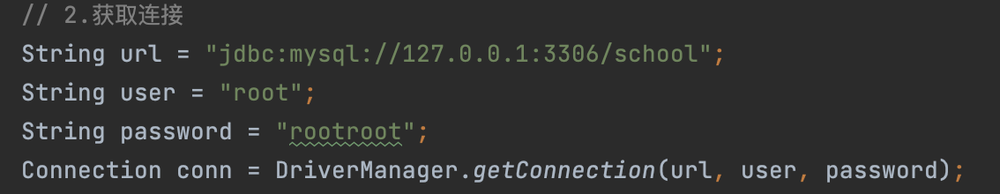 // 2.获取连接
String url = "jdbc:mysql://127.0.0.1:3306/school";
String user = "root";
String password = "rootroot";
Connection conn = DriverManager.getConnection(url, user, password);